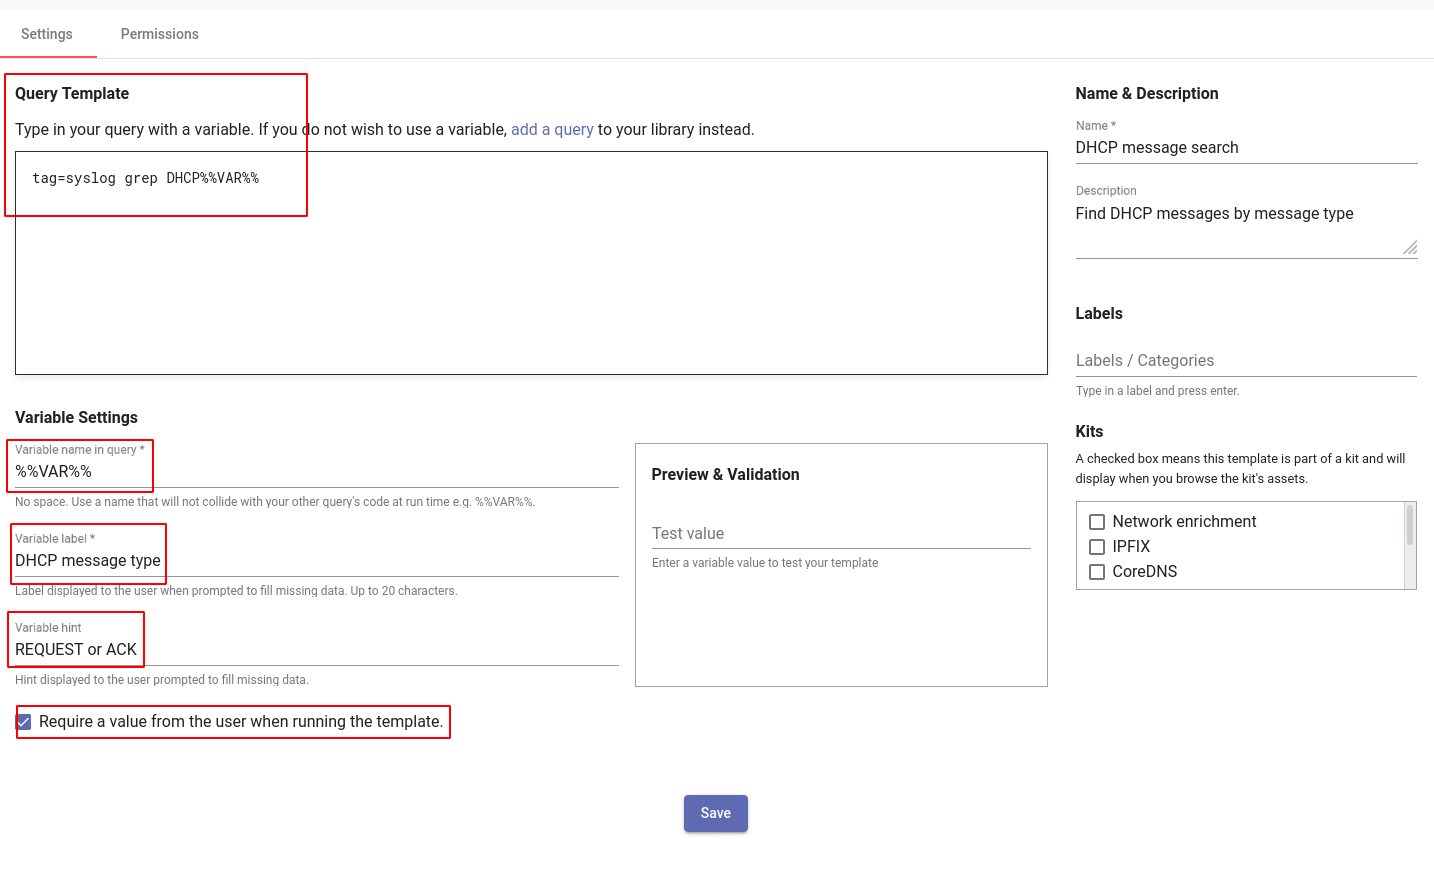 Settings
Permissions
Query Template
Type in your query with a variable. If you do not wish to use a variable, add a query to your library instead.
tag=syslog grep DHCP%%VAR%%
Variable Settings
Variable name in query *
%%VAR%%
No space. Use a name that will not collide with your other query's code at run time e.g. %%VAR%%.
Variable label *
DHCP message type
Label displayed to the user when prompted to fill missing data. Up to 20 characters.
Variable hint
REQUEST or ACK
Hint displayed to the user prompted to fill missing data.
Require a value from the user when running the template.
Preview & Validation
Test value
Enter a variable value to test your template
Save
Name & Description
Name *
DHCP message search
Description
Find DHCP messages by message type
Labels
Labels / Categories
Type in a label and press enter.
Kits
A checked box means this template is part of a kit and will
display when you browse the kit's assets.
Network enrichment
IPFIX
CoreDNS